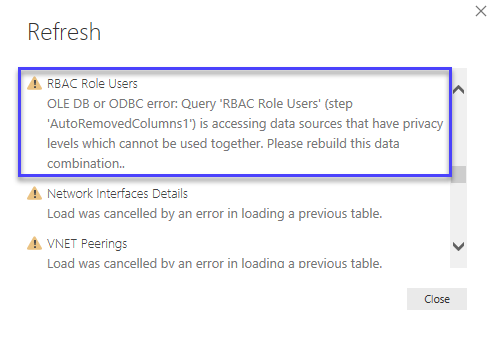 Refresh
RBAC Role Users
OLE DB or ODBC error: Query 'RBAC Role Users' (step
'AutoRemovedColumns1') is accessing data sources that have privacy
levels which cannot be used together. Please rebuild this data
combination..
Network Interfaces Details
Load was cancelled by an error in loading a previous table.
VNET Peerings
Load was cancelled by an error in loading a previous table.
Close